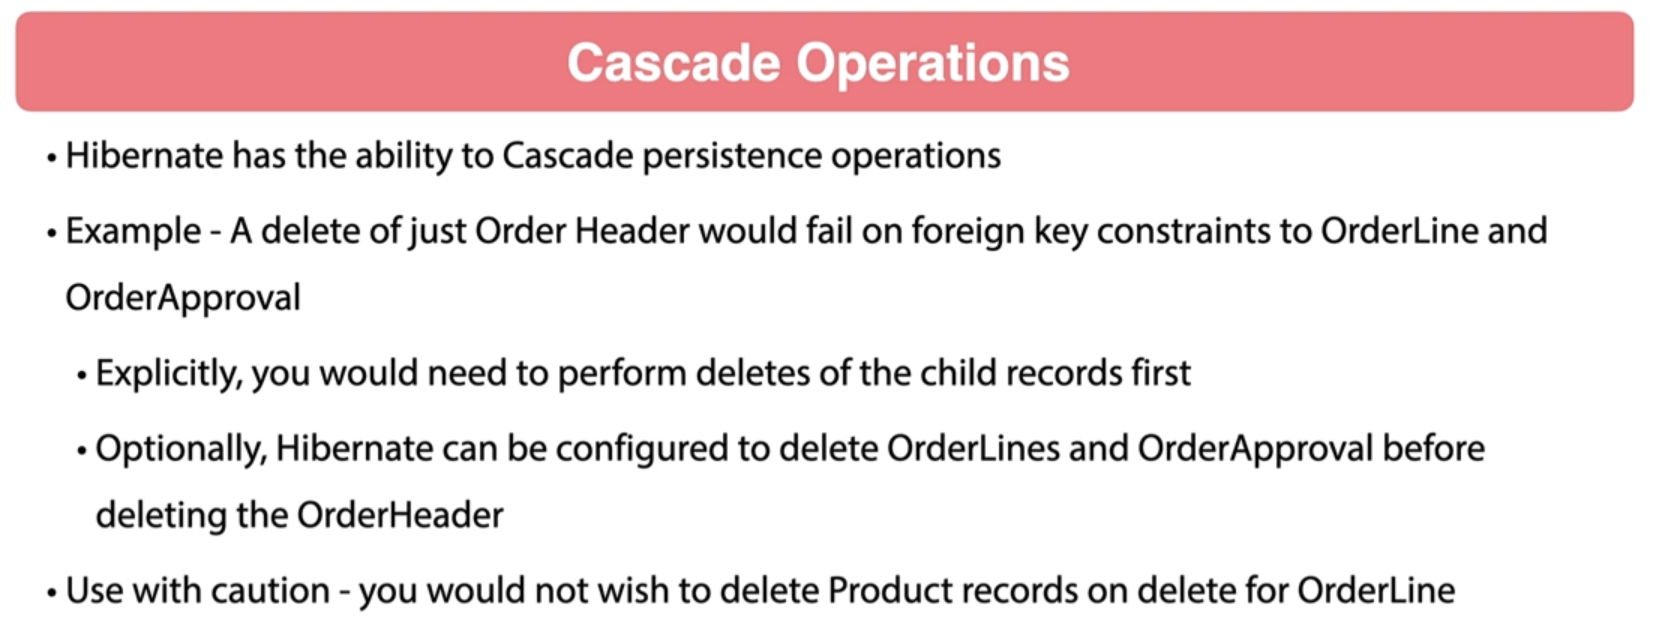 Cascade Operations
• Hibernate has the ability to Cascade persistence operations
• Example - A delete of just Order Header would fail on foreign key constraints to OrderLine and
OrderApproval
• Explicitly, you would need to perform deletes of the child records first
• Optionally, Hibernate can be configured to delete OrderLines and OrderApproval before
deleting the OrderHeader
• Use with caution - you would not wish to delete Product records on delete for OrderLine